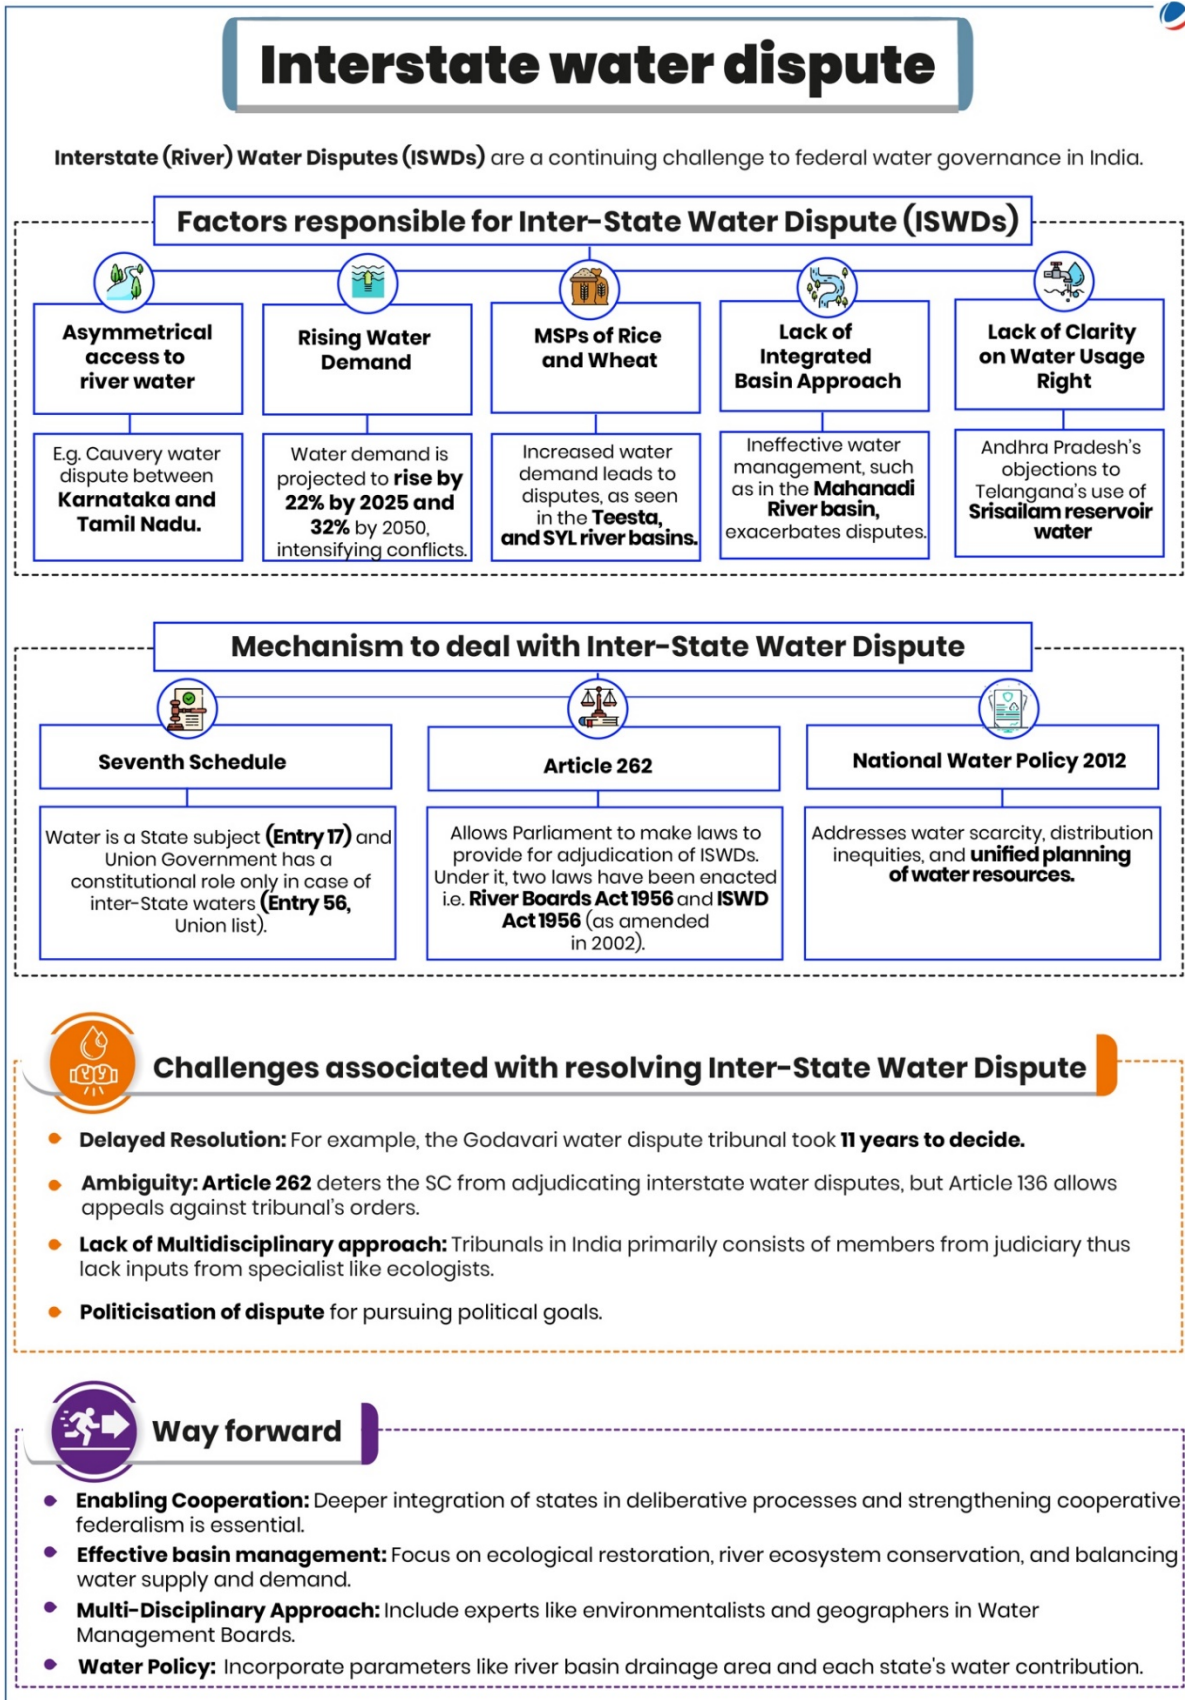 Interstate water dispute
Interstate (River) Water Disputes (ISWDs) are a continuing challenge to federal water governance in India.
Factors responsible for Inter-State Water Dispute (ISWDs)
Asymmetrical
access to
river water
E.g. Cauvery water
dispute between
Karnataka and
Tamil Nadu.
Rising Water
Demand
Water demand is
projected to rise by
22% by 2025 and
32% by 2050,
intensifying conflicts.
MSPs of Rice
and Wheat
Increased water
demand leads to
disputes, as seen
in the Teesta,
and SYL river basins.
Lack of
Integrated
Basin Approach
Ineffective water
management, such
as in the Mahanadi
River basin,
exacerbates disputes.
Lack of Clarity
on Water Usage
Right
Andhra Pradesh's
objections to
Telangana's use of
Srisailam reservoir
water
Mechanism to deal with Inter-State Water Dispute
Seventh Schedule
Water is a State subject (Entry 17) and
Union Government has a
constitutional role only in case of
inter-State waters (Entry 56,
Union list).
Article 262
Allows Parliament to make laws to
provide for adjudication of ISWDs.
Under it, two laws have been enacted
i.e. River Boards Act 1956 and ISWD
Act 1956 (as amended
in 2002).
National Water Policy 2012
Addresses water scarcity, distribution
inequities, and unified planning
of water resources.
Challenges associated with resolving Inter-State Water Dispute
Delayed Resolution: For example, the Godavari water dispute tribunal took 11 years to decide.
Ambiguity: Article 262 deters the SC from adjudicating interstate water disputes, but Article 136 allows
appeals against tribunal's orders.
Lack of Multidisciplinary approach: Tribunals in India primarily consists of members from judiciary thus
lack inputs from specialist like ecologists.
Politicisation of dispute for pursuing political goals.
Way forward
Enabling Cooperation: Deeper integration of states in deliberative processes and strengthening cooperative
federalism is essential.
Effective basin management: Focus on ecological restoration, river ecosystem conservation, and balancing
water supply and demand.
Multi-Disciplinary Approach: Include experts like environmentalists and geographers in Water
Management Boards.
Water Policy: Incorporate parameters like river basin drainage area and each state's water contribution.